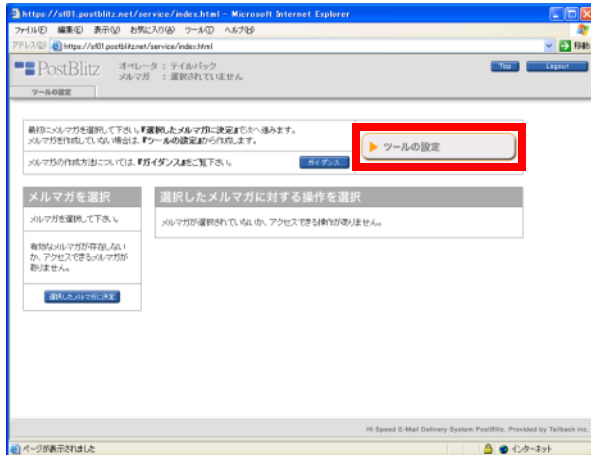 https://sf01.postblitz.net/service/index.html - Microsoft Internet Explorer
ファイル(F) 編集(E) 表示(V) お気に入り(A) ツール(T) ヘルプ(H)
アドレス(D) https://sf01.postblitz.net/service/index.html 移動
PostBlitz オペレータ : テイルバック Top Logout
メルマガ : 選択されていません
ツールの設定
最初にメルマガを選択して下さい。『選択したメルマガに決定』で次へ進みます。
メルマガを作成していない場合は、『ツールの設定』から作成します。
ツールの設定
メルマガの作成方法については、『ガイダンス』をご覧下さい。 ガイダンス
メルマガを選択 選択したメルマガに対する操作を選択
メルマガを選択して下さい。 メルマガが選択されていないか、アクセスできる操作がありません。
有効なメルマガが存在しない
か、アクセスできるメルマガが
ありません。
選択したメルマガに決定
Hi Speed E-Mail Delivery System PostBlitz. Provided by Tailback Inc.
ページが表示されました インターネット